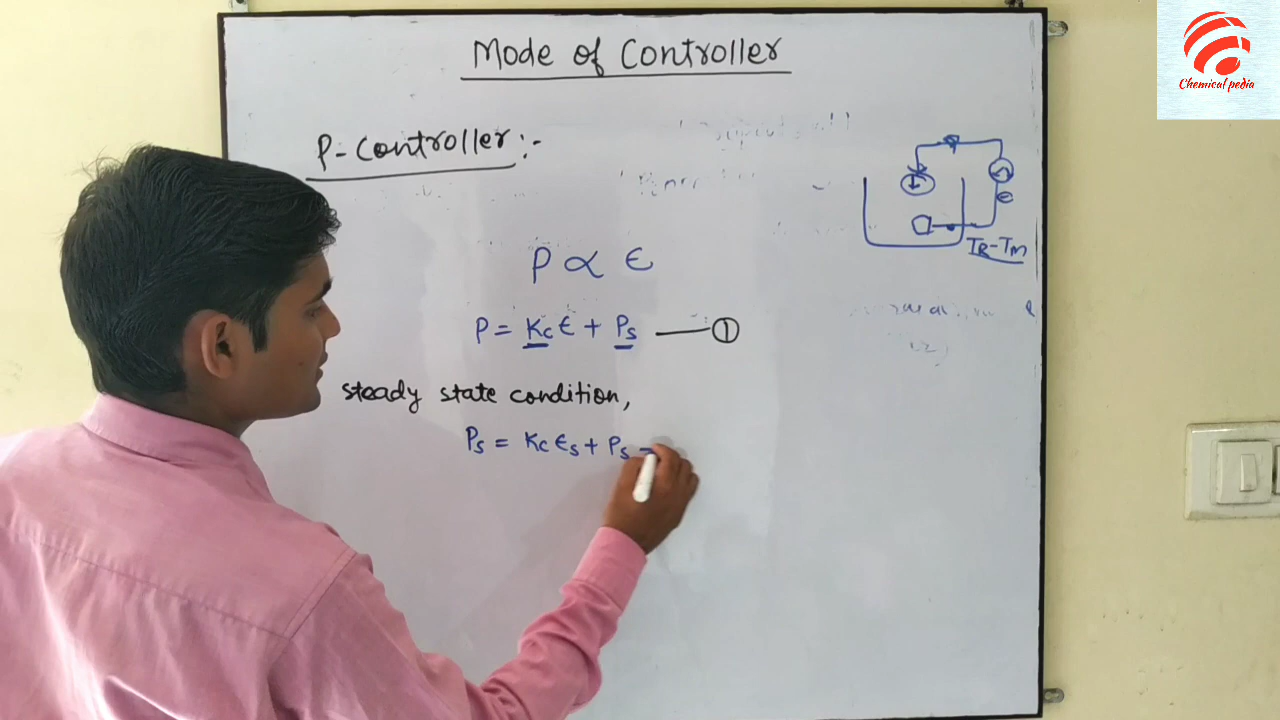 Mode of Controller
Chemical pedia
P-Controller:-
P ∝ ε
P = Kc ε + Ps — ①
TR-Tm
steady state condition,
Ps = Kc εs + Ps -